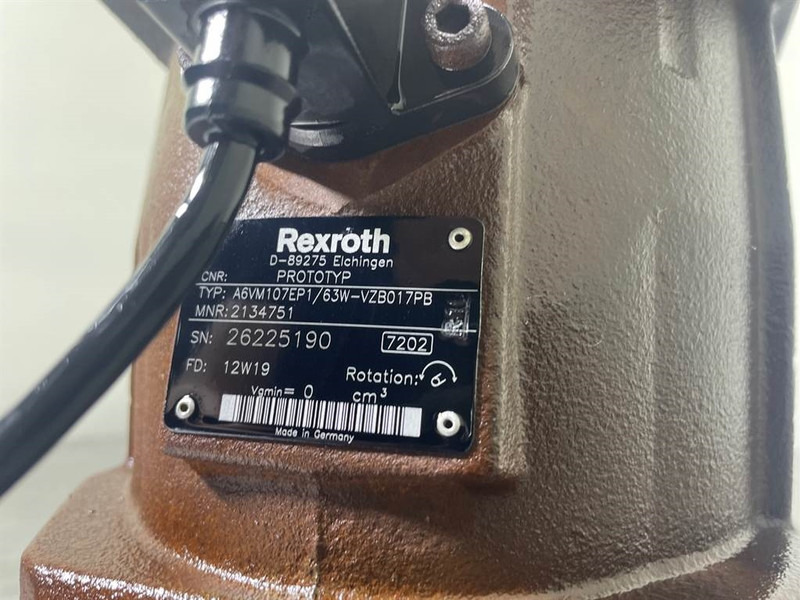 Rexroth
D-89275 Elchingen
CNR: PROTOTYP
TYP: A6VM107EP1/63W-VZB017PB
MNR: 2134751
SN: 26225190 7202
FD: 12W19 Rotation:
Vgmin= 0 cm³
Made in Germany